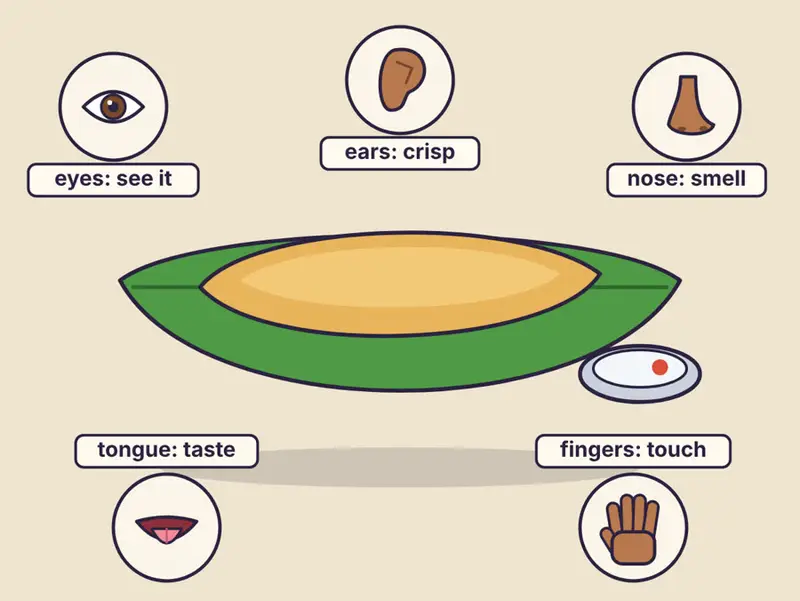 ears: crisp
eyes: see it
nose: smell
tongue: taste
fingers: touch